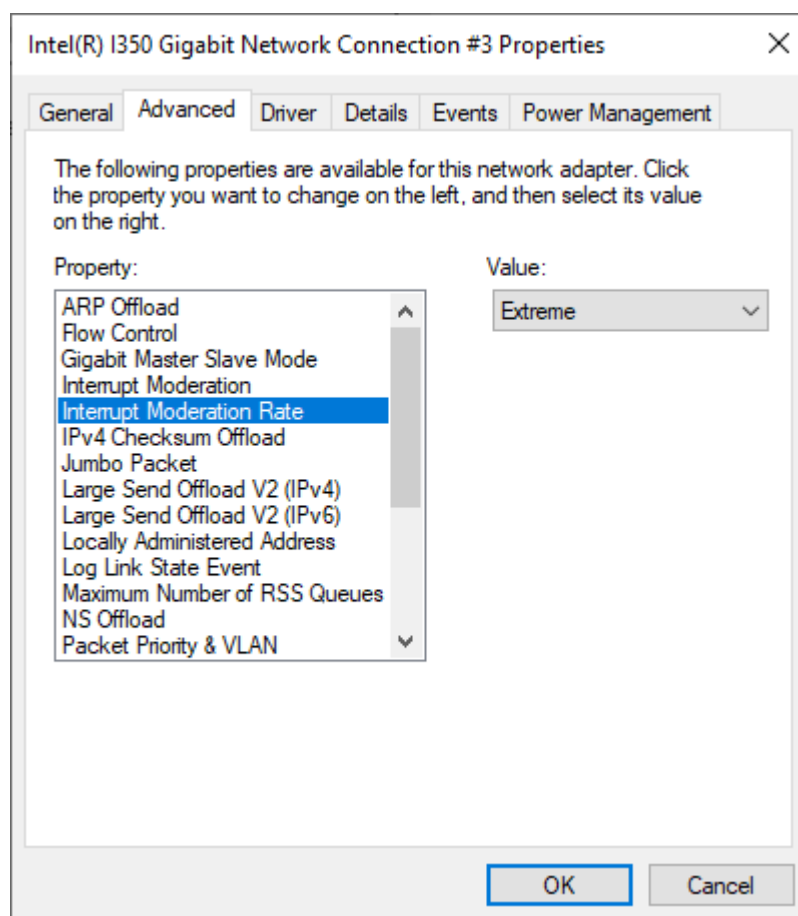 Intel(R) I350 Gigabit Network Connection #3 Properties
General Advanced Driver Details Events Power Management
The following properties are available for this network adapter. Click
the property you want to change on the left, and then select its value
on the right.
Property:
ARP Offload
Flow Control
Gigabit Master Slave Mode
Interrupt Moderation
Interrupt Moderation Rate
IPv4 Checksum Offload
Jumbo Packet
Large Send Offload V2 (IPv4)
Large Send Offload V2 (IPv6)
Locally Administered Address
Log Link State Event
Maximum Number of RSS Queues
NS Offload
Packet Priority & VLAN
Value:
Extreme
OK Cancel